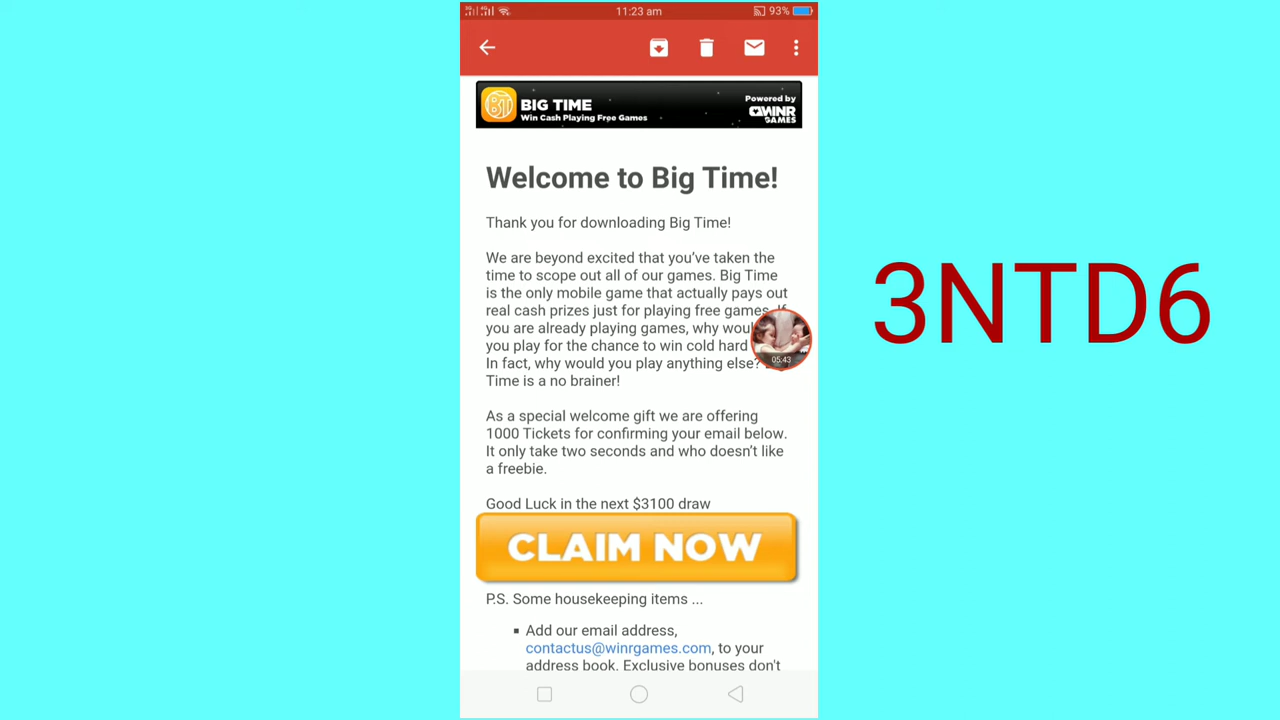 11:23 am
93%
BIG TIME
Win Cash Playing Free Games
Powered by
WINR
GAMES
Welcome to Big Time!
Thank you for downloading Big Time!
We are beyond excited that you've taken the
time to scope out all of our games. Big Time
is the only mobile game that actually pays out
real cash prizes just for playing free games.
you are already playing games, why
you play for the chance to win cold hard
In fact, why would you play anything else?
Time is a no brainer!
05:43
As a special welcome gift we are offering
1000 Tickets for confirming your email below.
It only take two seconds and who doesn't like
a freebie.
Good Luck in the next $3100 draw
CLAIM NOW
P.S. Some housekeeping items ...
▪ Add our email address,
contactus@winrgames.com, to your
address book. Exclusive bonuses don't
3NTD6